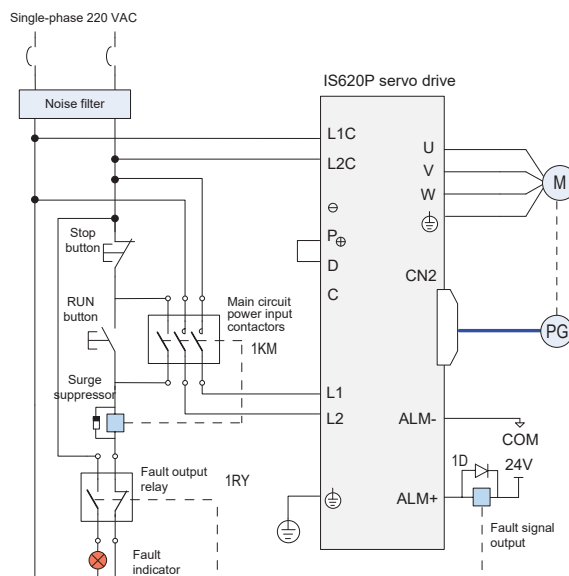 Single-phase 220 VAC
Noise filter
IS620P servo drive
L1C
L2C
U
V
W
M
⊖
P⊕
D
C
CN2
PG
Stop
button
RUN
button
Main circuit
power input
contactors
1KM
Surge
suppressor
L1
L2
ALM-
COM
1D
24V
ALM+
Fault output
relay
1RY
Fault signal
output
Fault
indicator